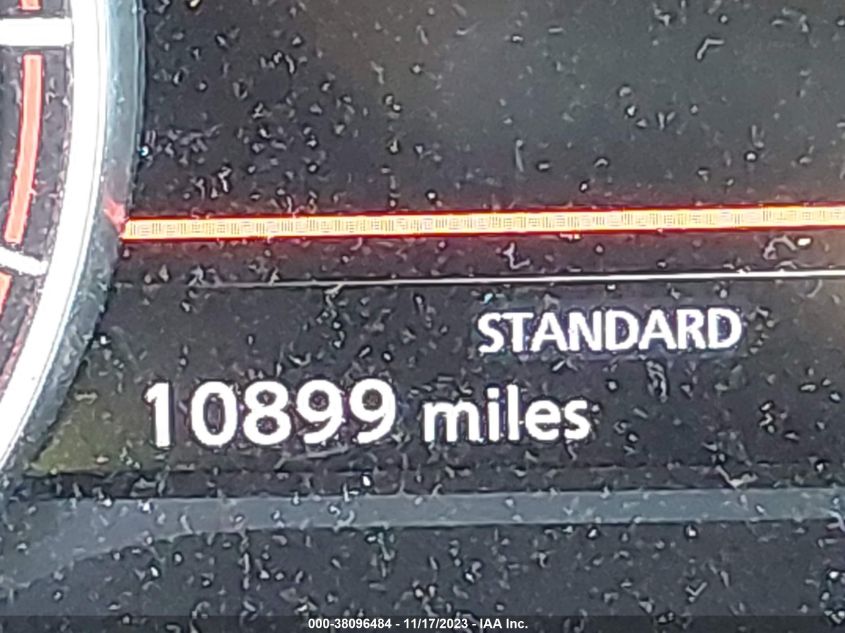 STANDARD
10899 miles
000-38096484 - 11/17/2023 - IAA Inc.